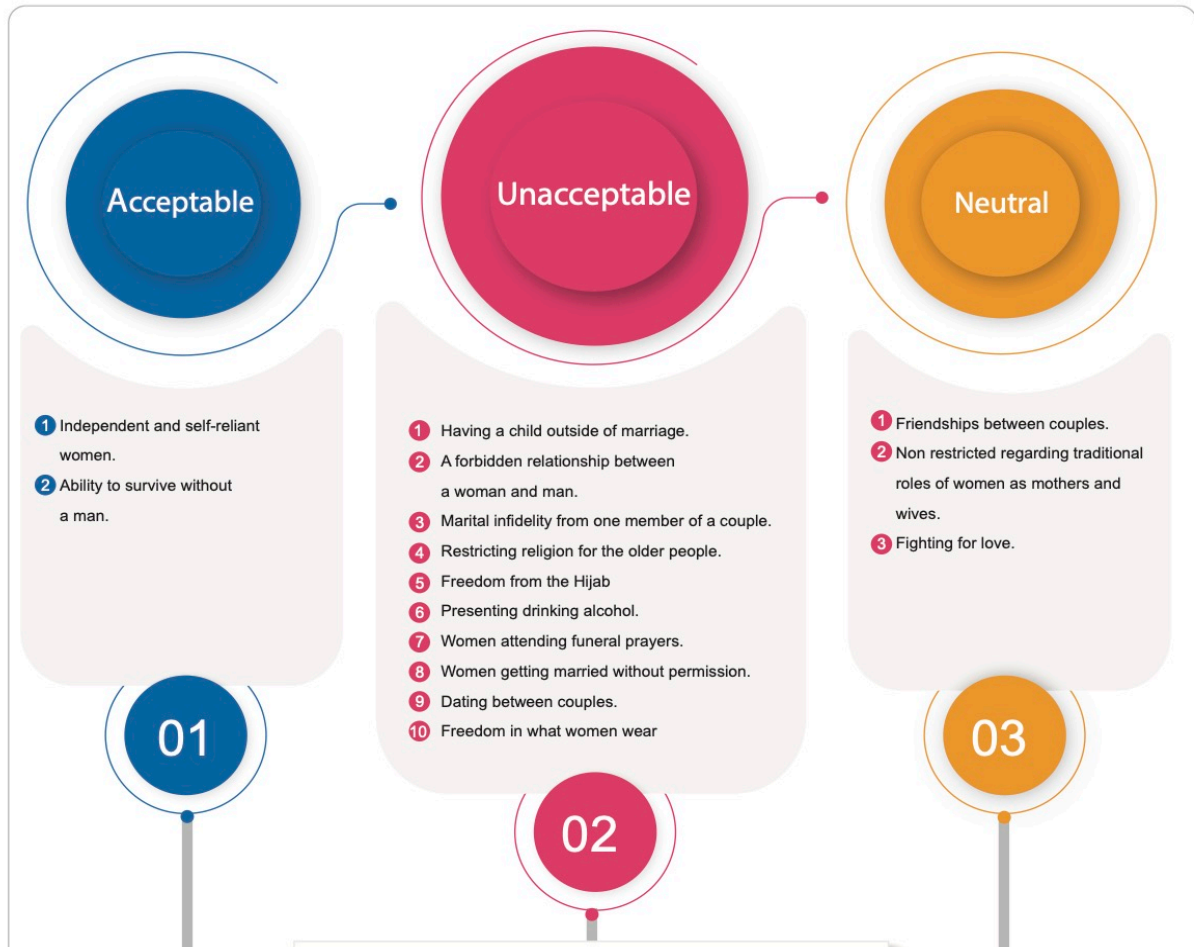 Acceptable
1 Independent and self-reliant
women.
2 Ability to survive without
a man.
01
Unacceptable
1 Having a child outside of marriage.
2 A forbidden relationship between
a woman and man.
3 Marital infidelity from one member of a couple.
4 Restricting religion for the older people.
5 Freedom from the Hijab
6 Presenting drinking alcohol.
7 Women attending funeral prayers.
8 Women getting married without permission.
9 Dating between couples.
10 Freedom in what women wear
02
Neutral
1 Friendships between couples.
2 Non restricted regarding traditional
roles of women as mothers and
wives.
3 Fighting for love.
03